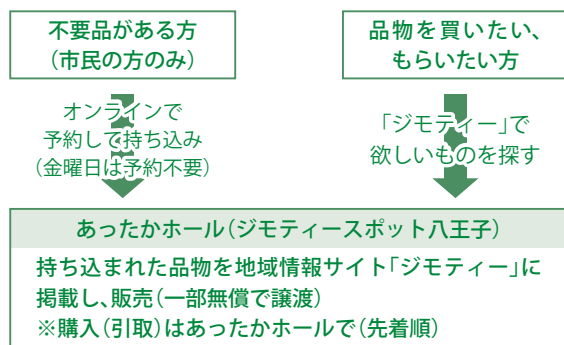 不要品がある方
(市民の方のみ)
品物を買いたい、
もらいたい方
オンラインで
予約して持ち込み
(金曜日は予約不要)
「ジモティー」で
欲しいものを探す
あったかホール(ジモティースポット八王子)
持ち込まれた品物を地域情報サイト「ジモティー」に
掲載し、販売(一部無償で譲渡)
※購入(引取)はあったかホールで(先着順)